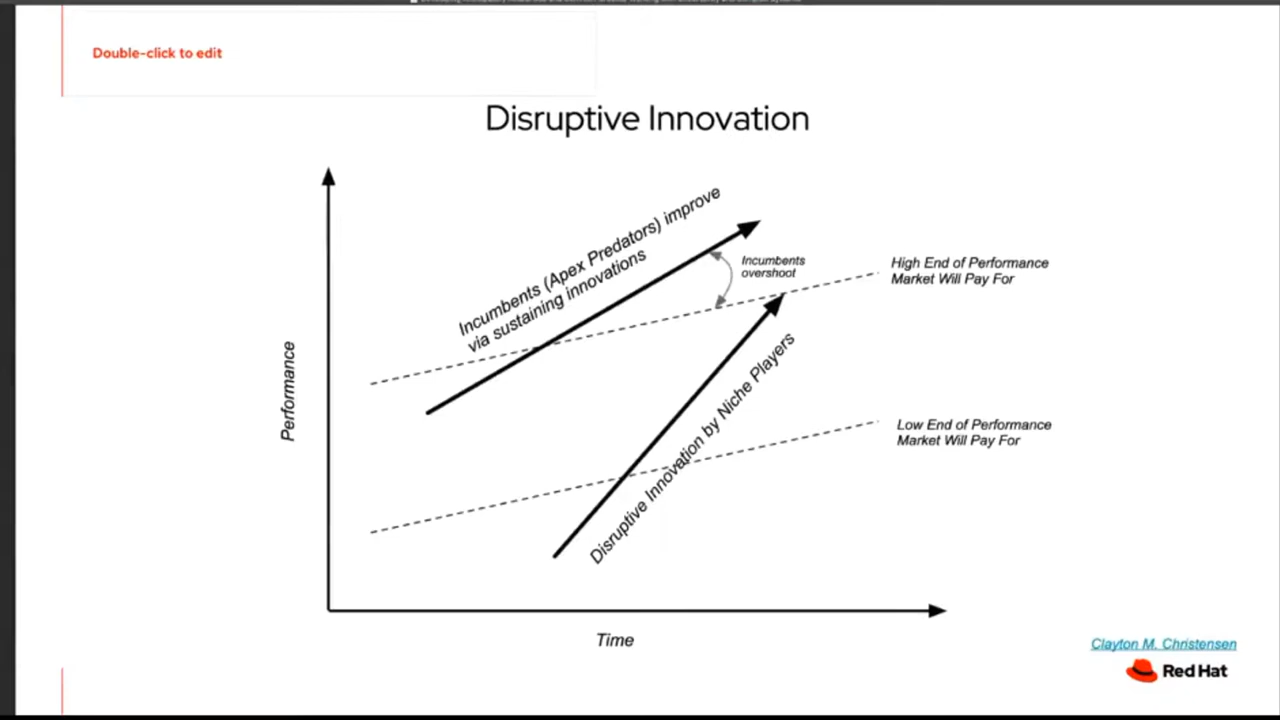 Double-click to edit
Disruptive Innovation
Incumbents (Apex Predators) improve
via sustaining innovations
Incumbents
overshoot
High End of Performance
Market Will Pay For
Performance
Disruptive Innovation by Niche Players
Low End of Performance
Market Will Pay For
Time
Clayton M. Christensen
Red Hat